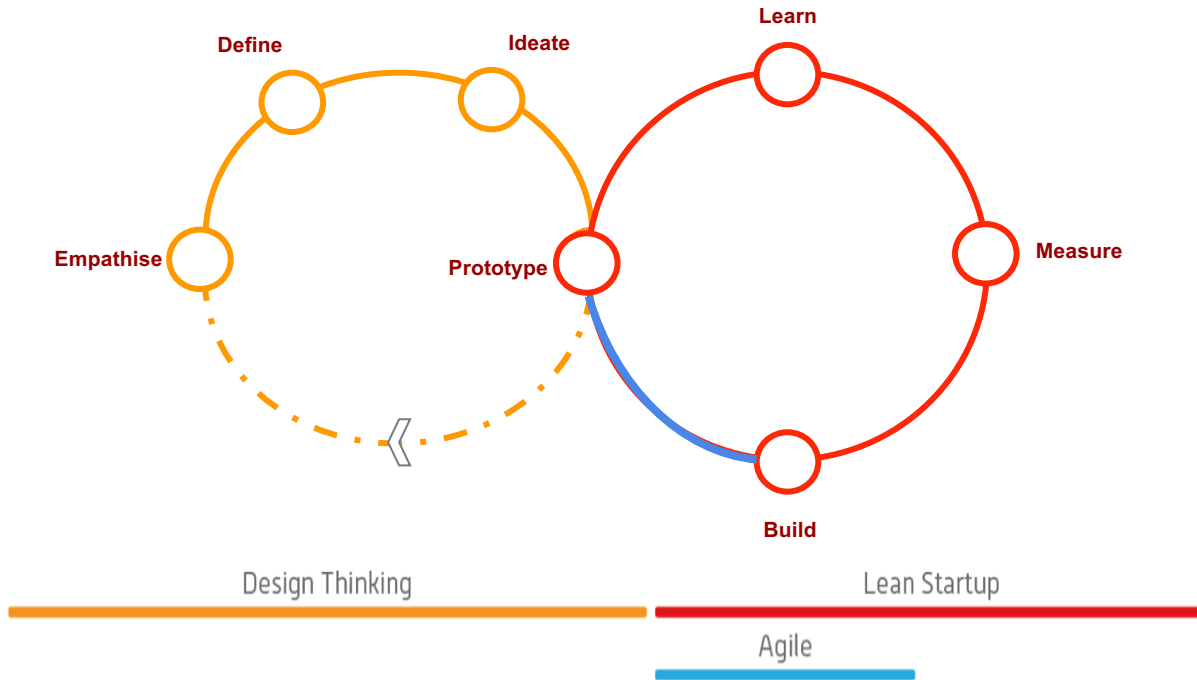 Learn
Define
Ideate
Empathise
Prototype
Measure
Build
Design Thinking
Lean Startup
Agile